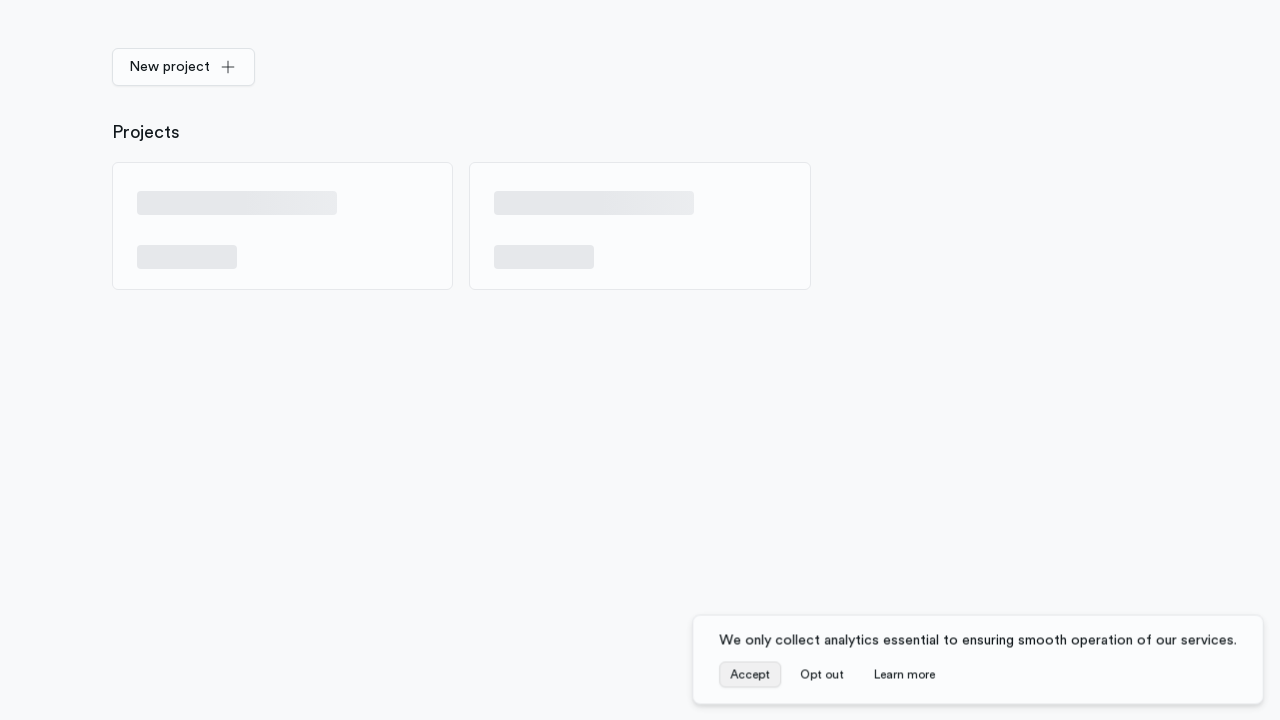 New project
Projects
We only collect analytics essential to ensuring smooth operation of our services.
Accept
Opt out
Learn more